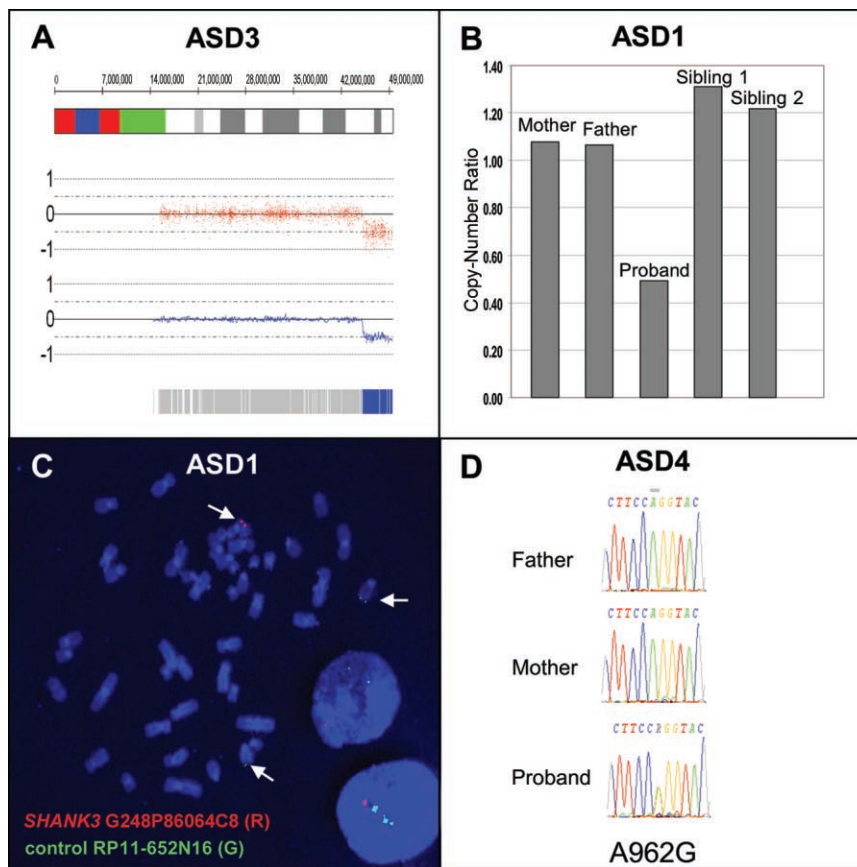 A ASD3
0 7,000,000 14,000,000 21,000,000 28,000,000 35,000,000 42,000,000 49,000,000
1
0
-1
1
0
-1
B ASD1
Copy-Number Ratio
1.40
1.20
1.00
0.80
0.60
0.40
0.20
0.00
Mother Father Proband Sibling 1 Sibling 2
C ASD1
SHANK3 G248P86064C8 (R)
control RP11-652N16 (G)
D ASD4
CTTCCAGGTAC
Father
CTTCCAGGTAC
Mother
CTTCCRGGTAC
Proband
A962G